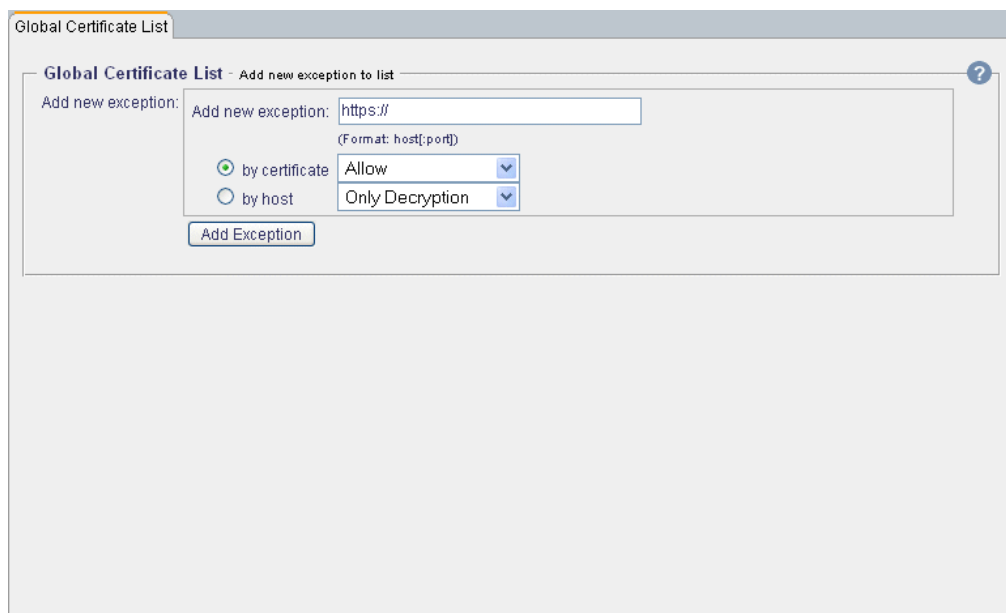 Global Certificate List
Global Certificate List - Add new exception to list
?
Add new exception:
Add new exception: https://
(Format: host[:port])
by certificate Allow
by host Only Decryption
Add Exception